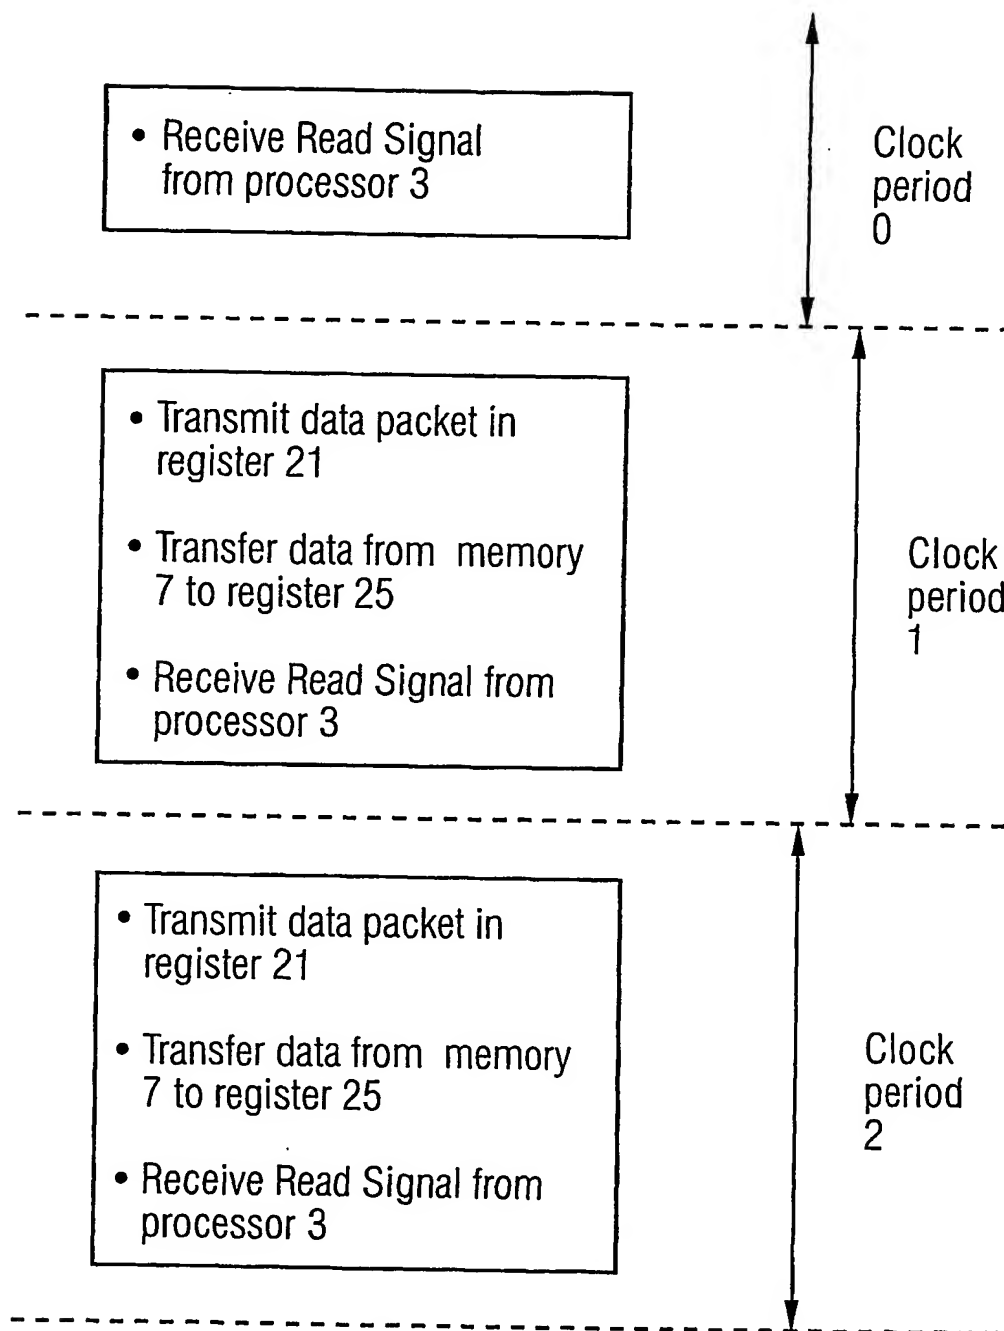 • Receive Read Signal
from processor 3
Clock
period
0
• Transmit data packet in
register 21
• Transfer data from memory
7 to register 25
• Receive Read Signal from
processor 3
Clock
period
1
• Transmit data packet in
register 21
• Transfer data from memory
7 to register 25
• Receive Read Signal from
processor 3
Clock
period
2